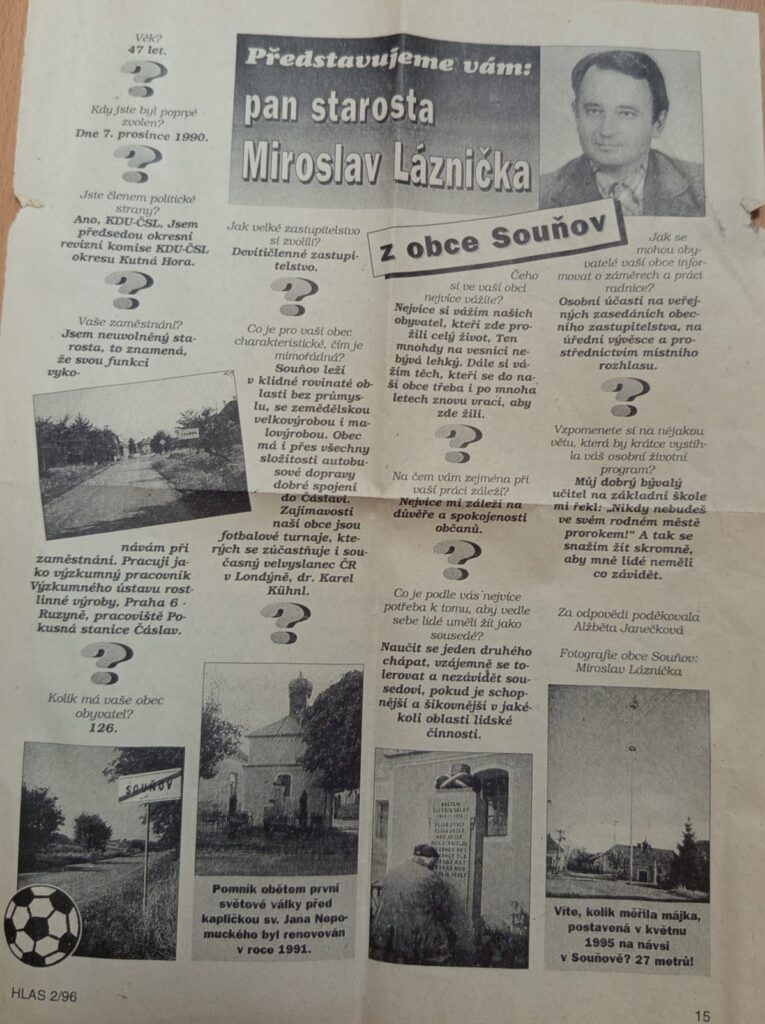 Představujeme vám:
pan starosta
Miroslav Láznička
z obce Souňov
Věk?
47 let.
Kdy jste byl poprvé
zvolen?
Dne 7. prosince 1990.
Jste členem politické
strany?
Ano, KDU-ČSL. Jsem
předsedou okresní
revizní komise KDU-ČSL
okresu Kutná Hora.
Vaše zaměstnání?
Jsem neuvolněný sta-
rosta, to znamená,
že svou funkci
vyko-
návám při
zaměstnání. Pracuji ja-
ko výzkumný pracovník
Výzkumného ústavu rost-
linné výroby, Praha 6 -
Ruzyně, pracoviště Po-
kusná stanice Čáslav.
Kolik má vaše obec
obyvatel?
126.
SOUŇOV
Jak velké zastupitelstvo
si zvolili?
Devítičlenné zastupi-
telstvo.
Co je pro vaši obec
charakteristické, čím je
mimořádná?
Souňov leží
v klidné rovinaté ob-
lasti bez průmys-
lu, se zemědělskou
velkovýrobou i ma-
lovýrobou. Obec
má i přes všechny
složitosti autobu-
sové dopravy
dobré spojení
do Čáslavi.
Zajímavostí
naší obce jsou
fotbalové turnaje, kte-
rých se zúčastňuje i sou-
časný velvyslanec ČR
v Londýně, dr. Karel
Kühnl.
Pomník obětem první
světové války před
kapličkou sv. Jana Nepo-
muckého byl renovován
v roce 1991.
Čeho
si ve vaší obci
nejvíce vážíte?
Nejvíce si vážím našich
obyvatel, kteří zde pro-
žili celý život, Ten
mnohdy na vesnici ne-
bývá lehký. Dále si vá-
žím těch, kteří se do na-
ší obce třeba i po mnoha
letech znovu vrací, aby
zde žili.
Na čem vám zejména při
vaší práci záleží?
Nejvíce mi záleží na
důvěře a spokojenosti
občanů.
Co je podle vás nejvíce
potřeba k tomu, aby vedle
sebe lidé uměli žít jako
sousedé?
Naučit se jeden druhého
chápat, vzájemně se to-
lerovat a nezávidět sou-
sedovi, pokud je schop-
nější a šikovnější v jaké-
koli oblasti lidské
činnosti.
Jak se
mohou oby-
vatelé vaší obce infor-
movat o záměrech a práci
radnice?
Osobní účastí na veřej-
ných zasedáních obec-
ního zastupitelstva, na
úřední vývěsce a pro-
střednictvím místního
rozhlasu.
Vzpomenete si na nějakou
větu, která by krátce vystih-
la váš osobní životní
program?
Můj dobrý bývalý
učitel na základní škole
mi řekl: „Nikdy nebudeš
ve svém rodném městě
prorokem!“ A tak se
snažím žít skromně,
aby mně lidé neměli
co závidět.
Za odpovědi poděkovala
Alžběta Janečková
Fotografie obce Souňov:
Miroslav Láznička
Víte, kolik měřila májka,
postavená v květnu
1995 na návsi
v Souňově? 27 metrů!
HLAS 2/96
15